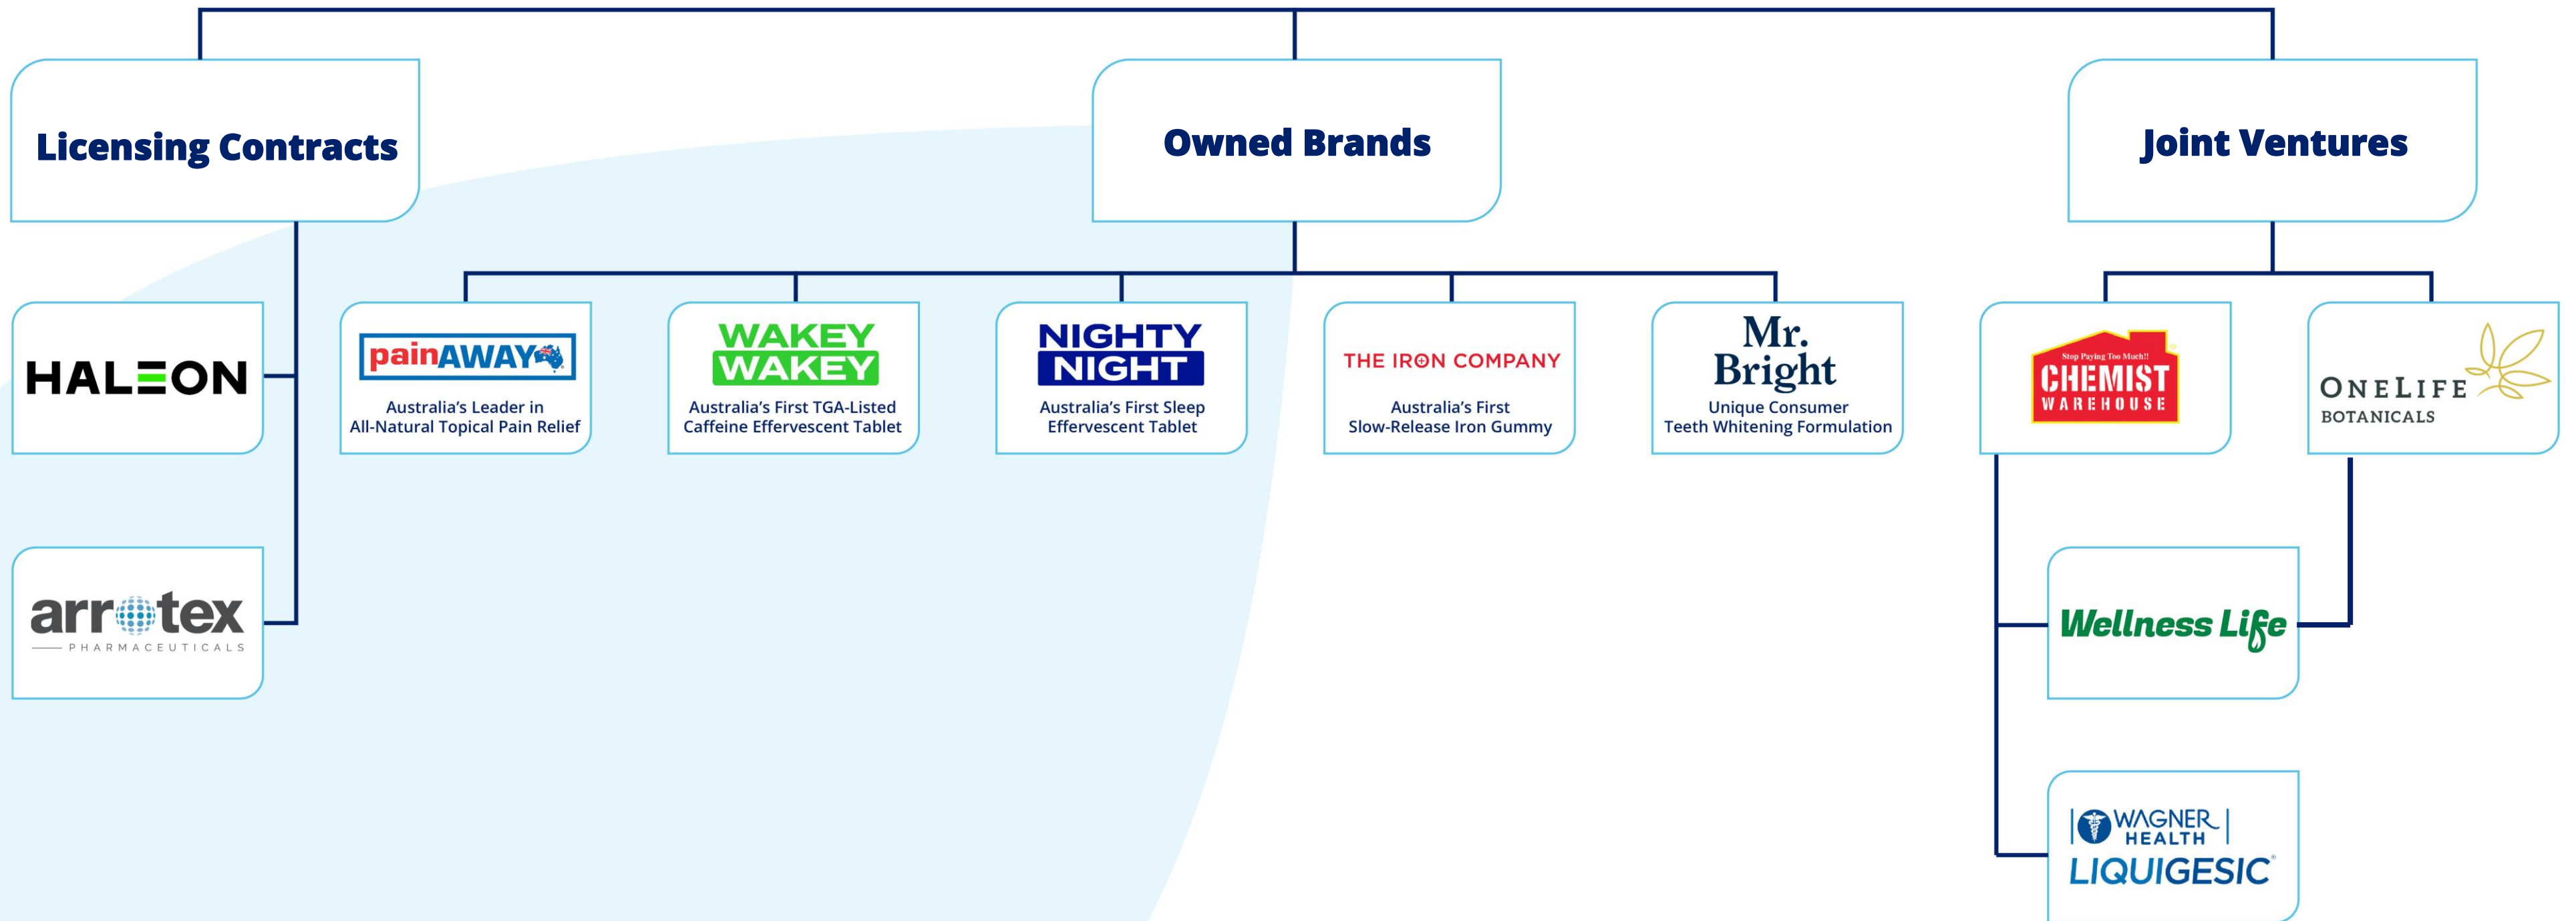 Licensing Contracts
Owned Brands
Joint Ventures
HALEON
painAWAY
Australia's Leader in
All-Natural Topical Pain Relief
WAKEY
WAKEY
Australia's First TGA-Listed
Caffeine Effervescent Tablet
NIGHTY
NIGHT
Australia's First Sleep
Effervescent Tablet
THE IRON COMPANY
Australia's First
Slow-Release Iron Gummy
Mr.
Bright
Unique Consumer
Teeth Whitening Formulation
Stop Paying Too Much!!
CHEMIST
WAREHOUSE
ONELIFE
BOTANICALS
arrotex
PHARMACEUTICALS
Wellness Life
WAGNER
HEALTH
LIQUIGESIC®